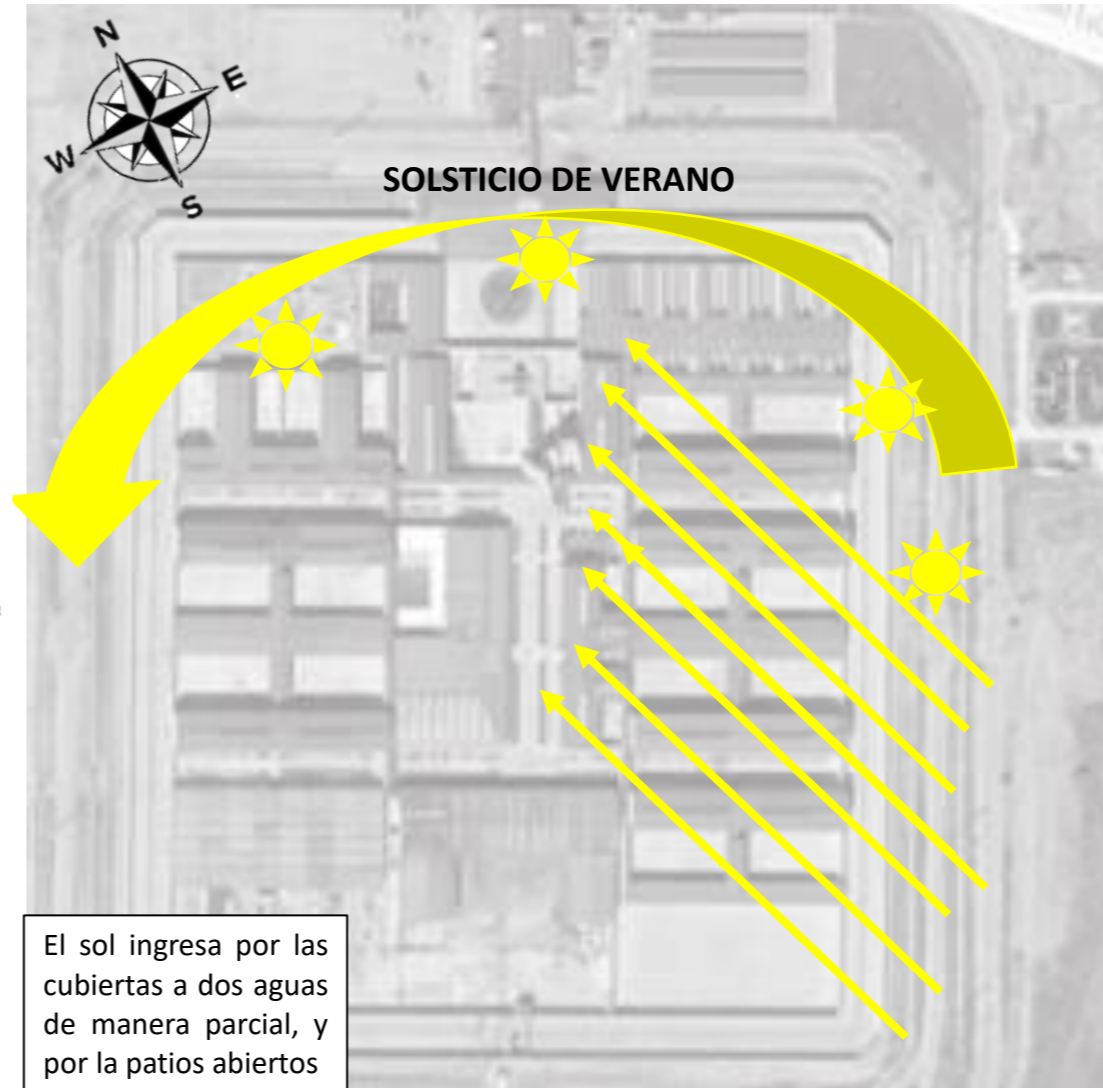 N
E
W
S
SOLSTICIO DE VERANO
El sol ingresa por las
cubiertas a dos aguas
de manera parcial, y
por la patios abiertos